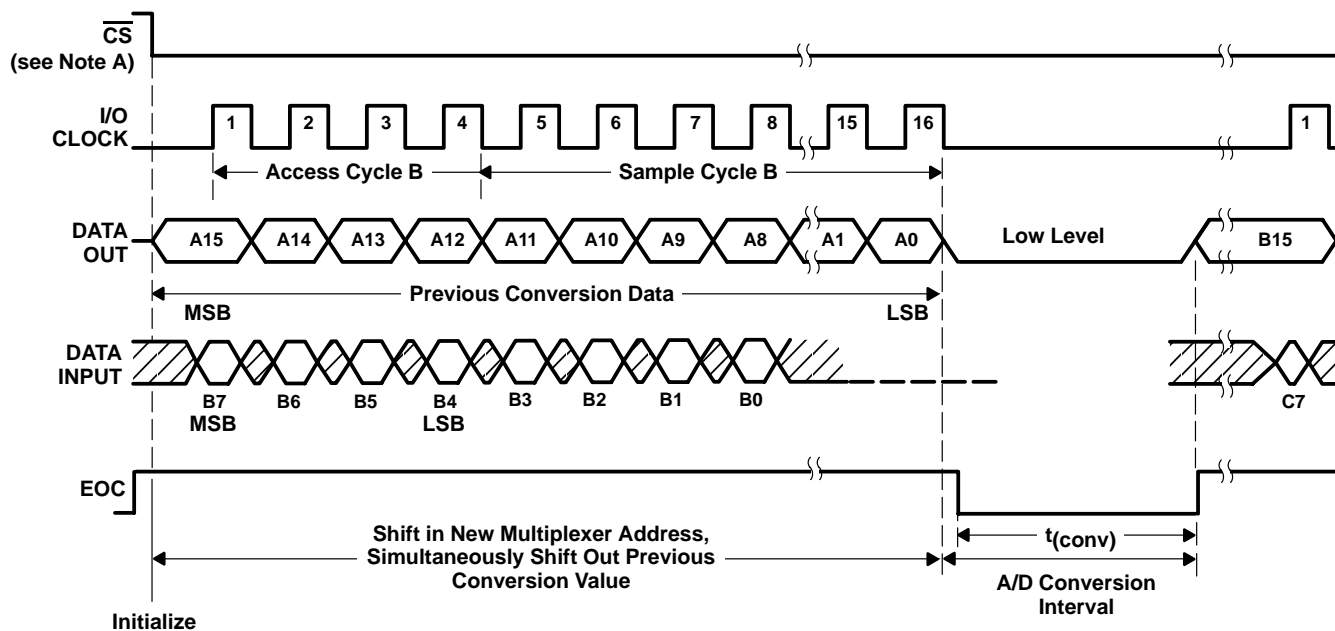 CS
(see Note A)
I/O
CLOCK
1 2 3 4 5 6 7 8 15 16 1
Access Cycle B Sample Cycle B
DATA
OUT
A15 A14 A13 A12 A11 A10 A9 A8 A1 A0 Low Level B15
Previous Conversion Data
MSB LSB
DATA
INPUT
B7 B6 B5 B4 B3 B2 B1 B0 C7
MSB LSB
EOC
Shift in New Multiplexer Address,
Simultaneously Shift Out Previous
Conversion Value
t(conv)
A/D Conversion
Interval
Initialize